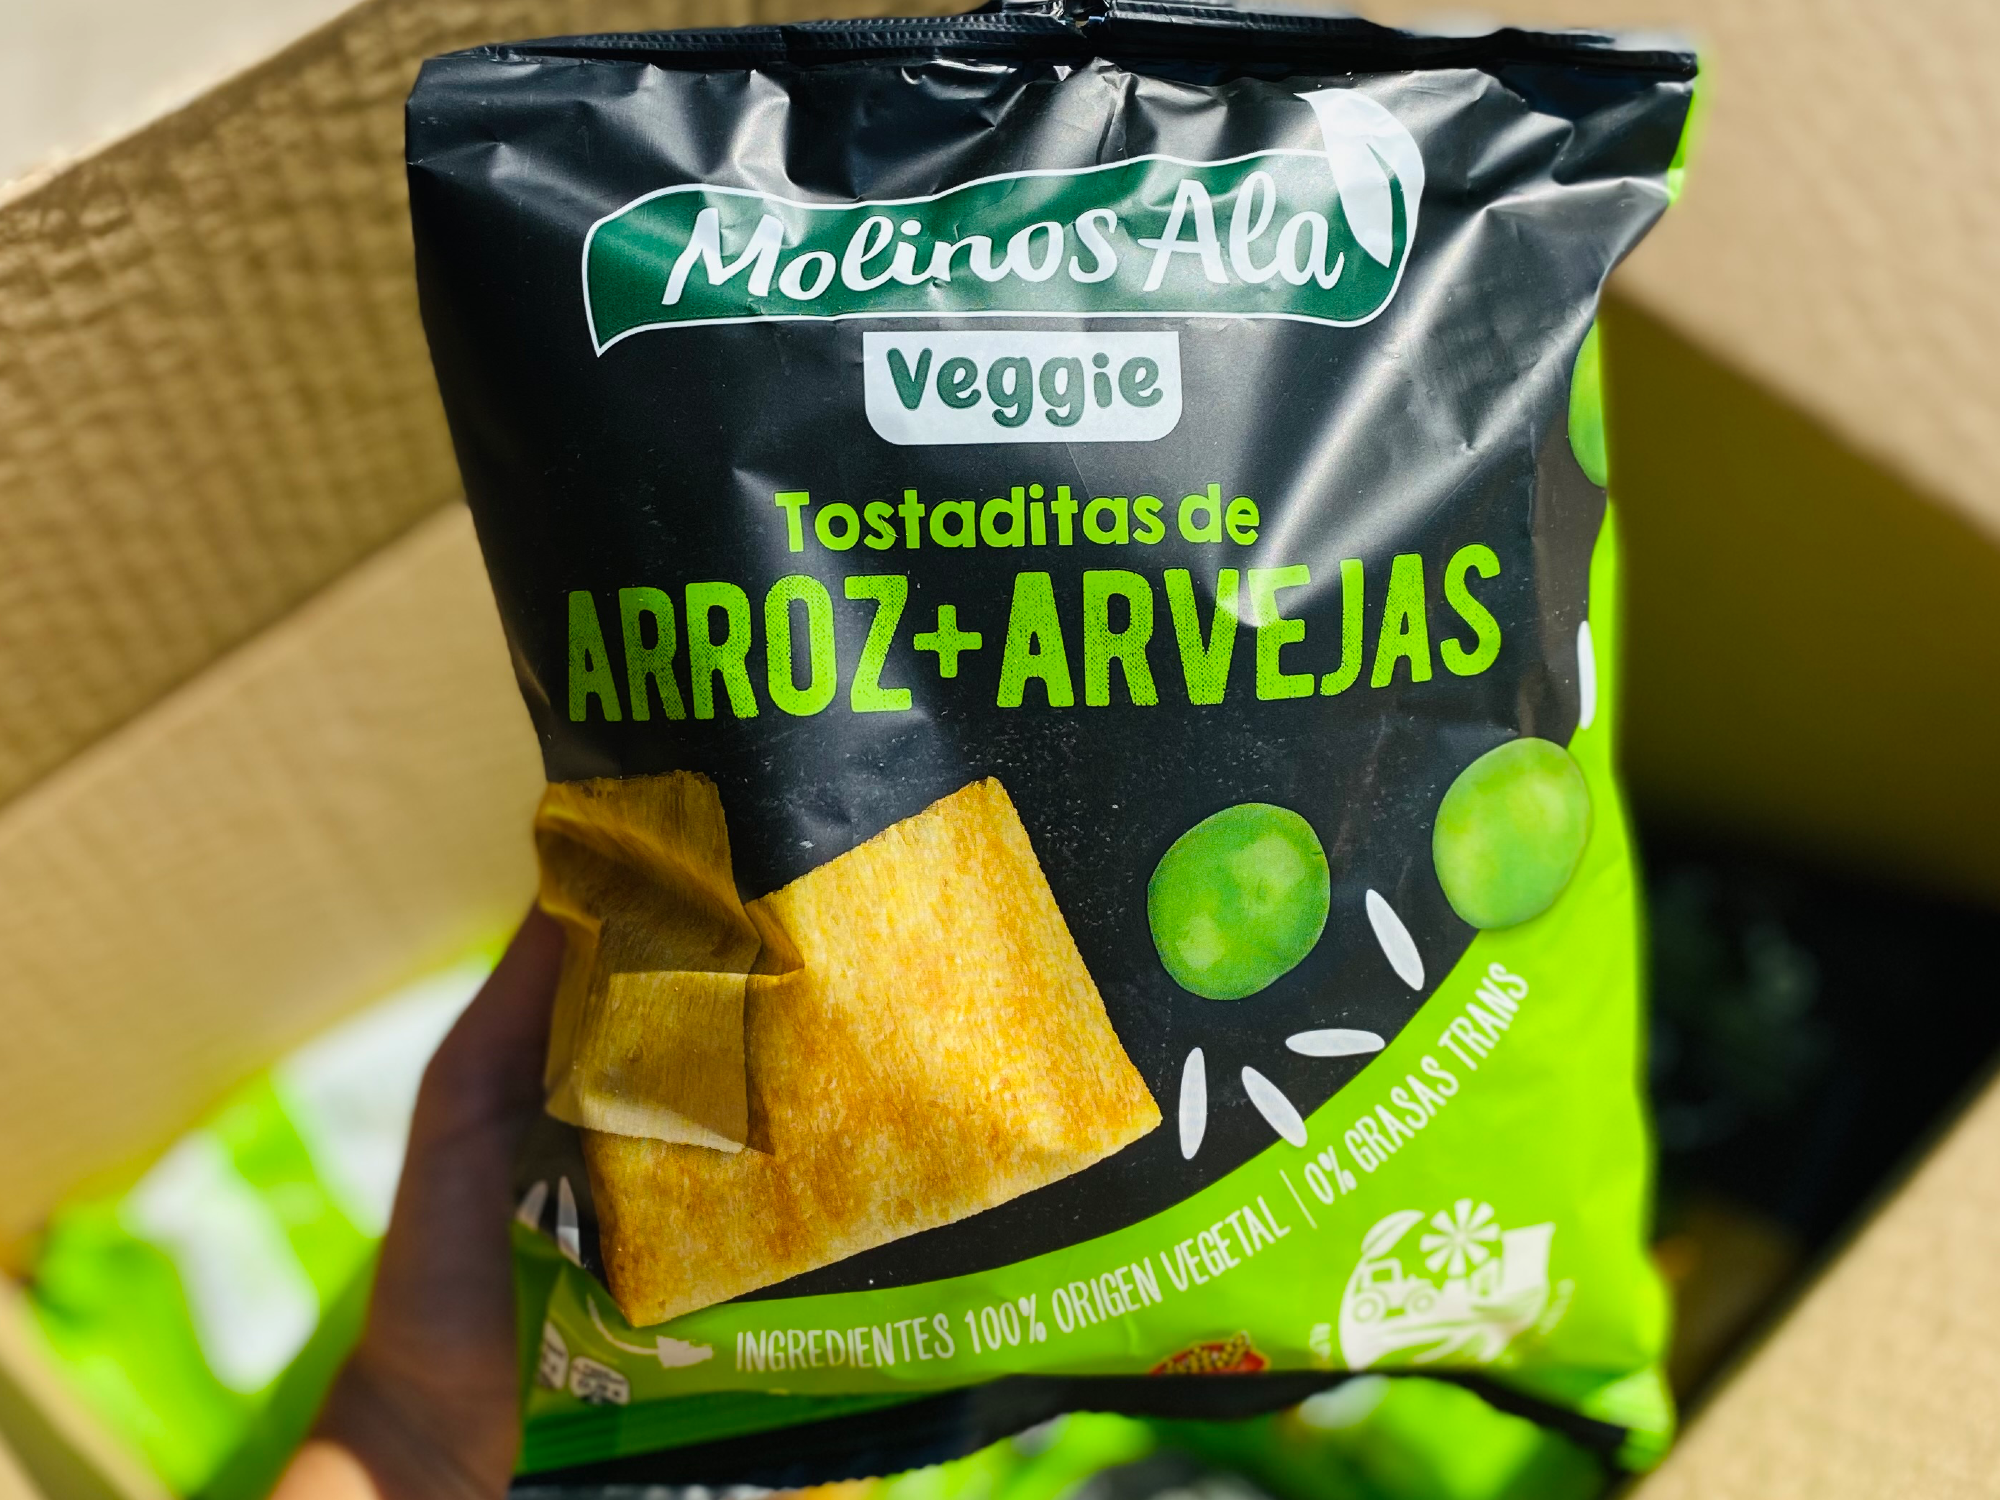 Molinos Ala
Veggie
Tostaditas de
ARROZ+ARVEJAS
INGREDIENTES 100% ORIGEN VEGETAL | 0% GRASAS TRANS